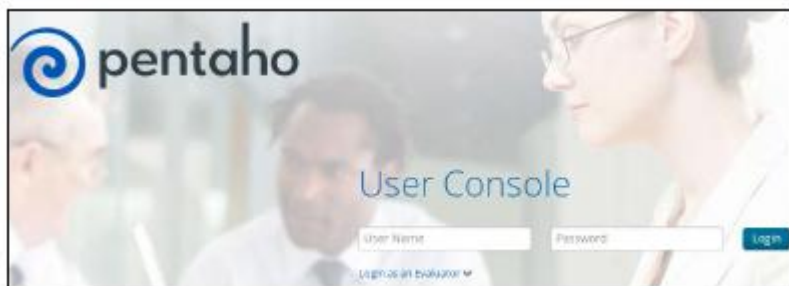 pentaho
User Console
User Name
Password
Login
Login as an Evaluator